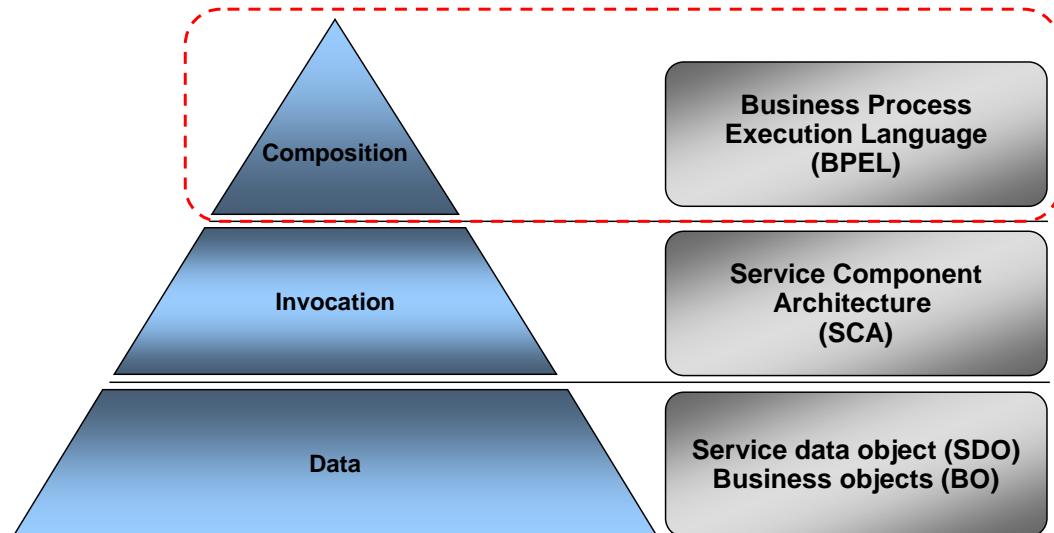 Composition
Business Process
Execution Language
(BPEL)
Invocation
Service Component
Architecture
(SCA)
Data
Service data object (SDO)
Business objects (BO)